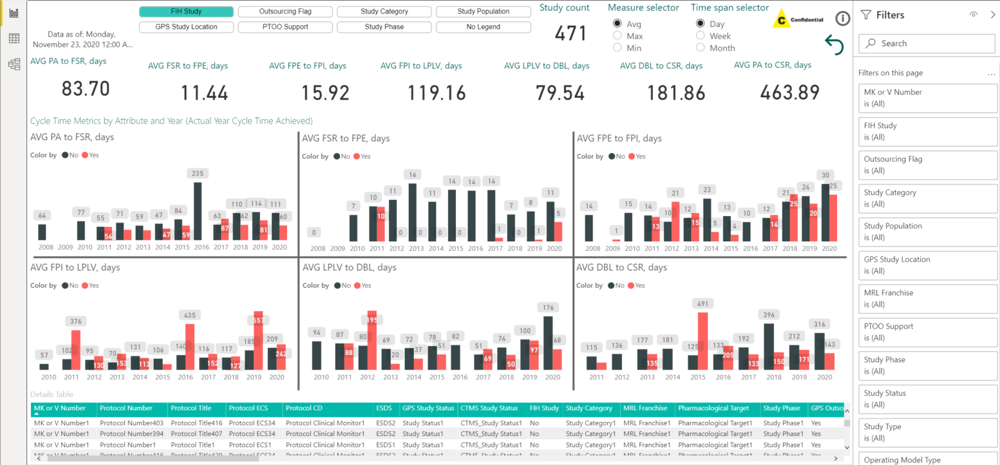 FIH Study
Outsourcing Flag
Study Category
Study Population
GPS Study Location
PTOO Support
Study Phase
No Legend
Data as of: Monday,
November 23, 2020 12:00 A...
Study count
471
Measure selector
Avg
Max
Min
Time span selector
Day
Week
Month
C Confidential
AVG PA to FSR, days
83.70
AVG FSR to FPE, days
11.44
AVG FPE to FPI, days
15.92
AVG FPI to LPLV, days
119.16
AVG LPLV to DBL, days
79.54
AVG DBL to CSR, days
181.86
AVG PA to CSR, days
463.89
Cycle Time Metrics by Attribute and Year (Actual Year Cycle Time Achieved)
AVG PA to FSR, days
Color by No Yes
64 77 55 54 71 59 67 47 84 59 235 63 87 110 62 114 81 111 60
2008 2009 2010 2011 2012 2013 2014 2015 2016 2017 2018 2019 2020
AVG FSR to FPE, days
Color by No Yes
0 7 10 10 11 0 16 0 11 0 14 0 14 14 1 7 0 8 1 11 5
2008 2009 2010 2011 2012 2013 2014 2015 2016 2017 2018 2019 2020
AVG FPE to FPI, days
Color by No Yes
14 1 15 14 13 10 21 12 15 23 5 13 4 10 12 14 21 25 24 20 30 25
2008 2009 2010 2011 2012 2013 2014 2015 2016 2017 2018 2019 2020
AVG FPI to LPLV, days
Color by No Yes
57 102 376 95 130 70 153 131 113 106 140 435 116 152 117 127 185 557 209 242
2010 2011 2012 2013 2014 2015 2016 2017 2018 2019 2020
AVG LPLV to DBL, days
Color by No Yes
94 87 88 80 195 69 20 72 37 78 51 82 51 69 74 50 100 97 176 68
2010 2011 2012 2013 2014 2015 2016 2017 2018 2019 2020
AVG DBL to CSR, days
Color by No Yes
115 136 177 135 181 125 491 133 205 192 133 396 150 212 171 316 143
2011 2012 2013 2014 2015 2016 2017 2018 2019 2020
Details Table
MK or V Number Protocol Number Protocol Title Protocol ECS Protocol CD ESDS GPS Study Status CTMS Study Status FIH Study Study Category MRL Franchise Pharmacological Target Study Phase GPS Outso
MK or V Number1 Protocol Number403 Protocol Title416 Protocol ECS34 Protocol Clinical Monitor1 ESDS2 Study Status1 CTMS_Study Status1 No Study Category1 MRL Franchise1 Pharmacological Target1 Study Phase1 Yes
MK or V Number1 Protocol Number394 Protocol Title407 Protocol ECS34 Protocol Clinical Monitor1 ESDS2 Study Status1 CTMS_Study Status1 No Study Category1 MRL Franchise1 Pharmacological Target1 Study Phase1 Yes
MK or V Number1 Protocol Number1 Protocol Title1 Protocol ECS1 Protocol Clinical Monitor1 ESDS1 Study Status1 CTMS_Study Status1 No Study Category1 MRL Franchise1 Pharmacological Target1 Study Phase1 Yes
Filters
Search
Filters on this page
...
MK or V Number
is (All)
FIH Study
is (All)
Outsourcing Flag
is (All)
Study Category
is (All)
Study Population
is (All)
GPS Study Location
is (All)
MRL Franchise
is (All)
PTOO Support
is (All)
Study Phase
is (All)
Study Status
is (All)
Study Type
is (All)
Operating Model Type